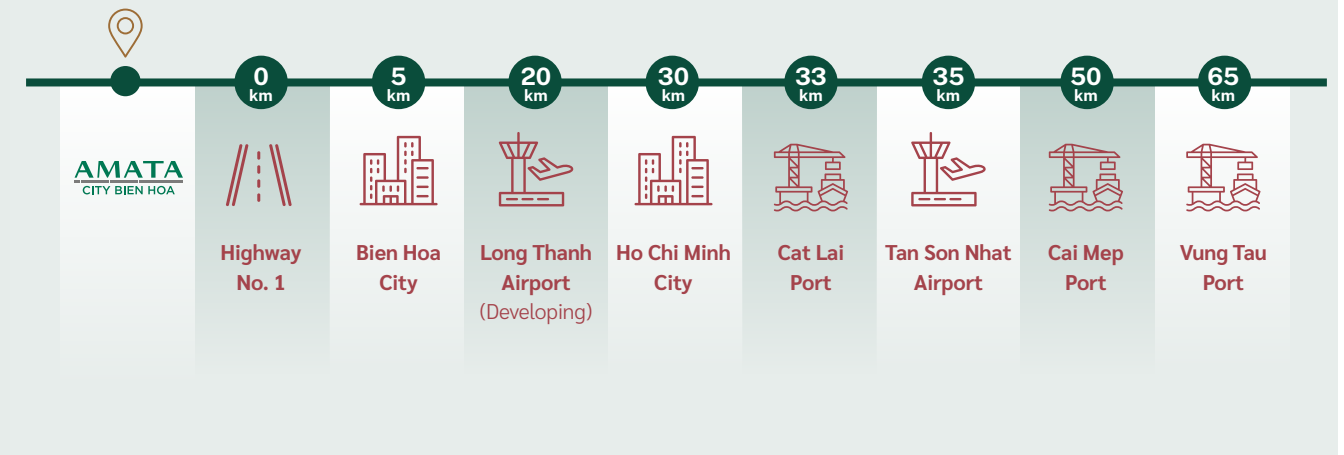 0
km
5
km
20
km
30
km
33
km
35
km
50
km
65
km
AMATA
CITY BIEN HOA
Highway
No. 1
Bien Hoa
City
Long Thanh
Airport
(Developing)
Ho Chi Minh
City
Cat Lai
Port
Tan Son Nhat
Airport
Cai Mep
Port
Vung Tau
Port